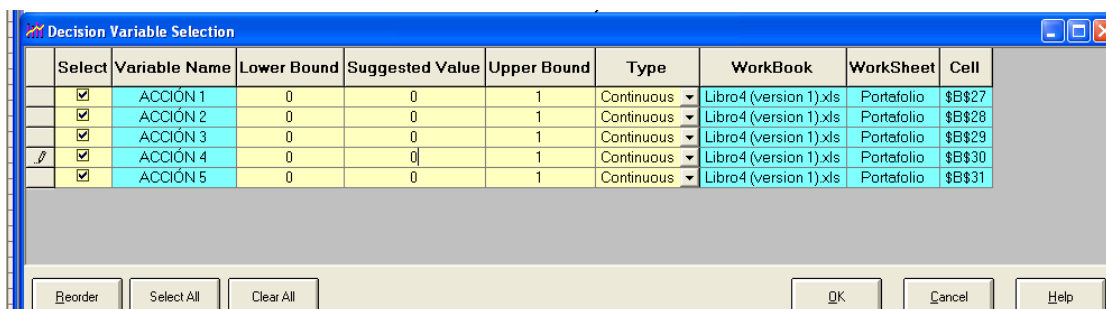 Decision Variable Selection
Select Variable Name Lower Bound Suggested Value Upper Bound Type WorkBook WorkSheet Cell
ACCIÓN 1 0 0 1 Continuous Libro4 (version 1).xls Portafolio $B$27
ACCIÓN 2 0 0 1 Continuous Libro4 (version 1).xls Portafolio $B$28
ACCIÓN 3 0 0 1 Continuous Libro4 (version 1).xls Portafolio $B$29
ACCIÓN 4 0 0 1 Continuous Libro4 (version 1).xls Portafolio $B$30
ACCIÓN 5 0 0 1 Continuous Libro4 (version 1).xls Portafolio $B$31
Reorder Select All Clear All OK Cancel Help